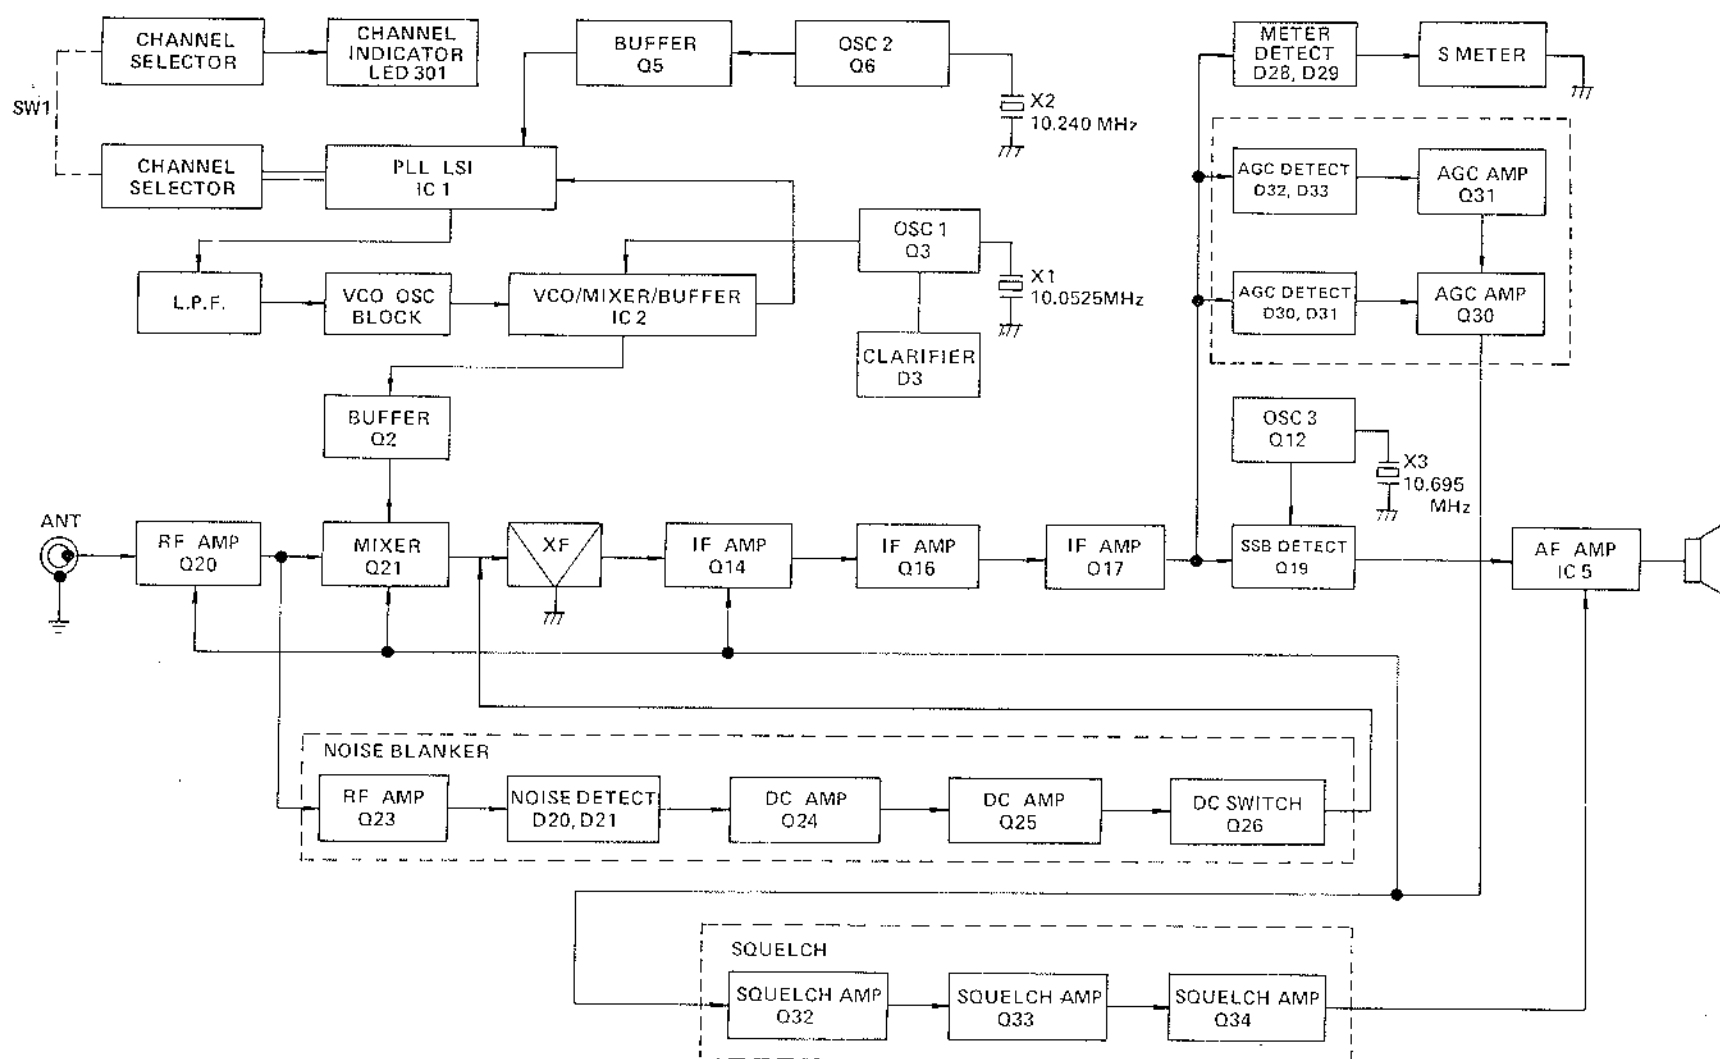 CHANNEL
SELECTOR
CHANNEL
INDICATOR
LED 301
BUFFER
Q5
OSC 2
Q6
METER
DETECT
D28, D29
S METER
SW1
X2
10.240 MHz
CHANNEL
SELECTOR
PLL LSI
IC 1
AGC DETECT
D32, D33
AGC AMP
Q31
OSC 1
Q3
L.P.F.
VCO OSC
BLOCK
VCO/MIXER/BUFFER
IC 2
X1
10.0525MHz
AGC DETECT
D30, D31
AGC AMP
Q30
CLARIFIER
D3
BUFFER
Q2
OSC 3
Q12
X3
10.695
MHz
ANT
RF AMP
Q20
MIXER
Q21
XF
IF AMP
Q14
IF AMP
Q16
IF AMP
Q17
SSB DETECT
Q19
AF AMP
IC 5
NOISE BLANKER
RF AMP
Q23
NOISE DETECT
D20, D21
DC AMP
Q24
DC AMP
Q25
DC SWITCH
Q26
SQUELCH
SQUELCH AMP
Q32
SQUELCH AMP
Q33
SQUELCH AMP
Q34